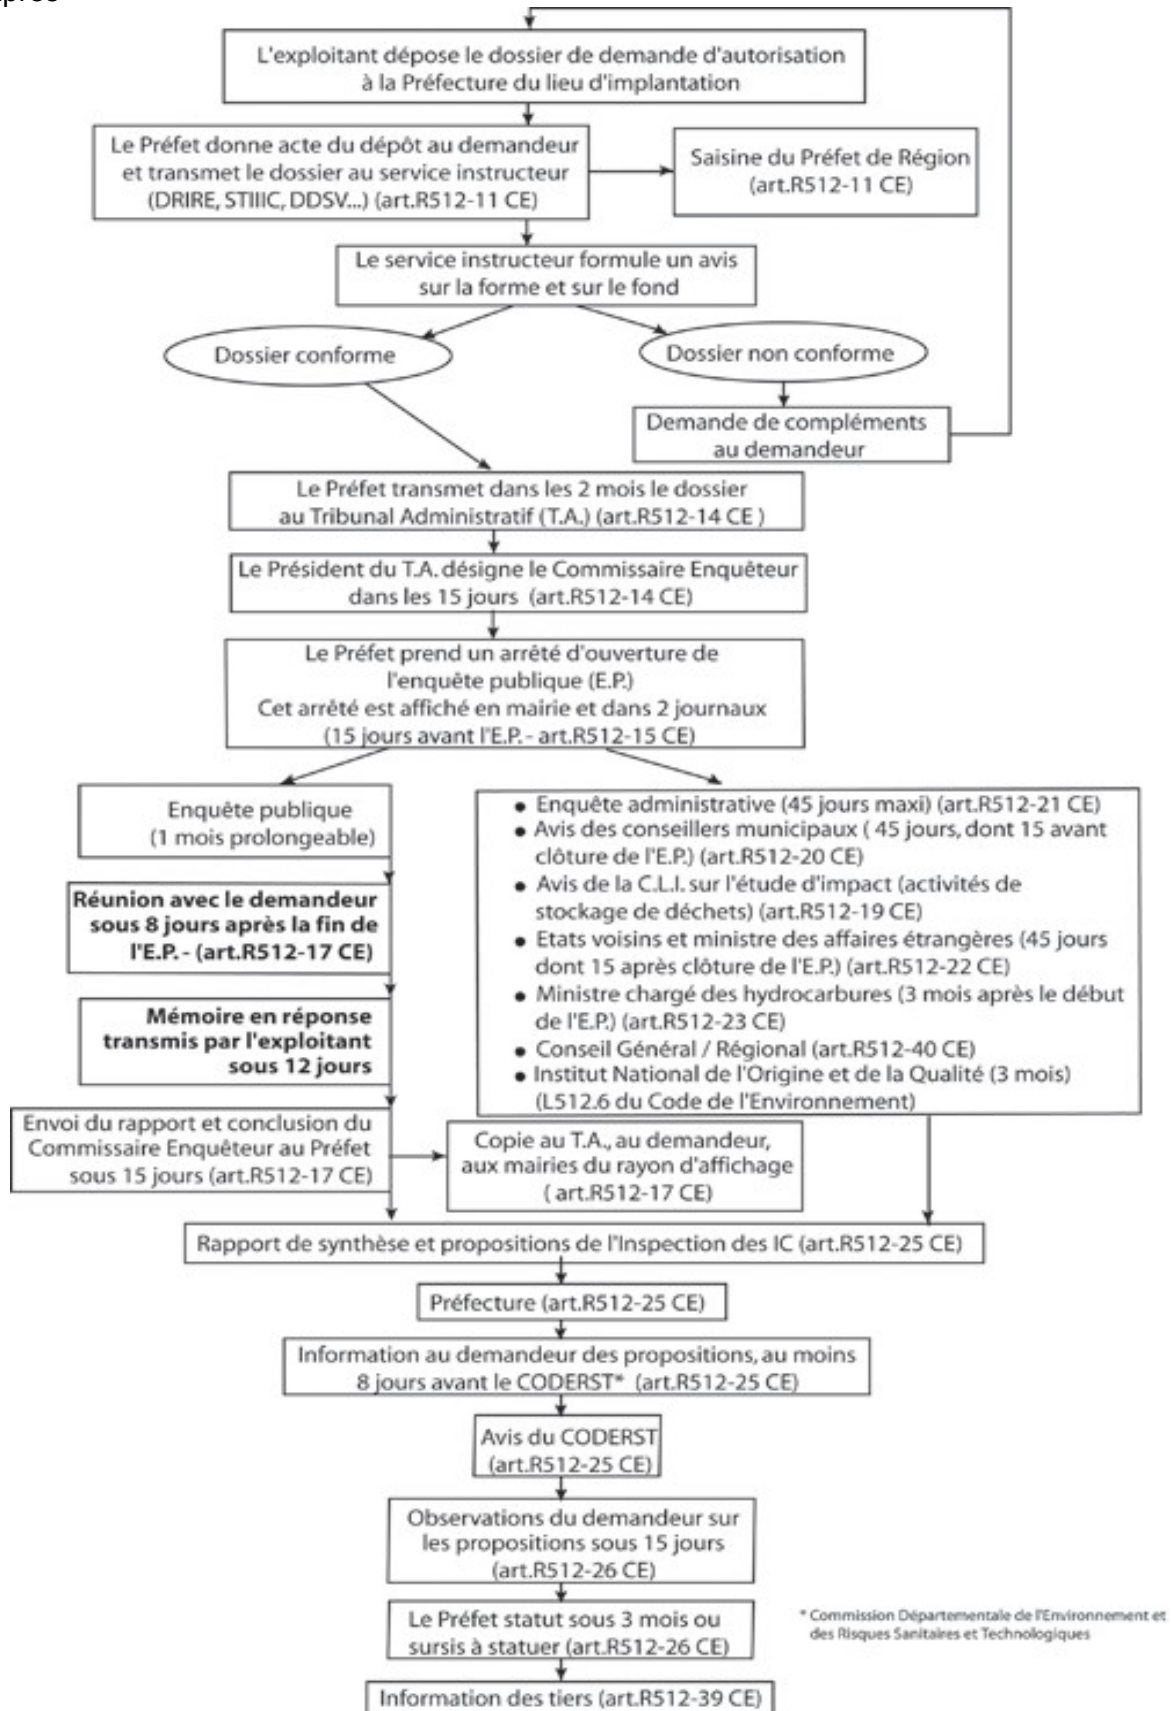 L'exploitant dépose le dossier de demande d'autorisation
à la Préfecture du lieu d'implantation
Le Préfet donne acte du dépôt au demandeur
et transmet le dossier au service instructeur
(DRIRE, STIIIC, DDSV...) (art.R512-11 CE)
Saisine du Préfet de Région
(art.R512-11 CE)
Le service instructeur formule un avis
sur la forme et sur le fond
Dossier conforme
Dossier non conforme
Demande de compléments
au demandeur
Le Préfet transmet dans les 2 mois le dossier
au Tribunal Administratif (T.A.) (art.R512-14 CE )
Le Président du T.A. désigne le Commissaire Enquêteur
dans les 15 jours (art.R512-14 CE)
Le Préfet prend un arrêté d'ouverture de
l'enquête publique (E.P.)
Cet arrêté est affiché en mairie et dans 2 journaux
(15 jours avant l'E.P. - art.R512-15 CE)
Enquête publique
(1 mois prolongeable)
Réunion avec le demandeur
sous 8 jours après la fin de
l'E.P. - (art.R512-17 CE)
Mémoire en réponse
transmis par l'exploitant
sous 12 jours
Envoi du rapport et conclusion du
Commissaire Enquêteur au Préfet
sous 15 jours (art.R512-17 CE)
• Enquête administrative (45 jours maxi) (art.R512-21 CE)
• Avis des conseillers municipaux ( 45 jours, dont 15 avant
clôture de l'E.P.) (art.R512-20 CE)
• Avis de la C.L.I. sur l'étude d'impact (activités de
stockage de déchets) (art.R512-19 CE)
• Etats voisins et ministre des affaires étrangères (45 jours
dont 15 après clôture de l'E.P.) (art.R512-22 CE)
• Ministre chargé des hydrocarbures (3 mois après le début
de l'E.P.) (art.R512-23 CE)
• Conseil Général / Régional (art.R512-40 CE)
• Institut National de l'Origine et de la Qualité (3 mois)
(L512.6 du Code de l'Environnement)
Copie au T.A., au demandeur,
aux mairies du rayon d'affichage
( art.R512-17 CE)
Rapport de synthèse et propositions de l'Inspection des IC (art.R512-25 CE)
Préfecture (art.R512-25 CE)
Information au demandeur des propositions, au moins
8 jours avant le CODERST* (art.R512-25 CE)
Avis du CODERST
(art.R512-25 CE)
Observations du demandeur sur
les propositions sous 15 jours
(art.R512-26 CE)
Le Préfet statut sous 3 mois ou
sursis à statuer (art.R512-26 CE)
* Commission Départementale de l'Environnement et
des Risques Sanitaires et Technologiques
Information des tiers (art.R512-39 CE)